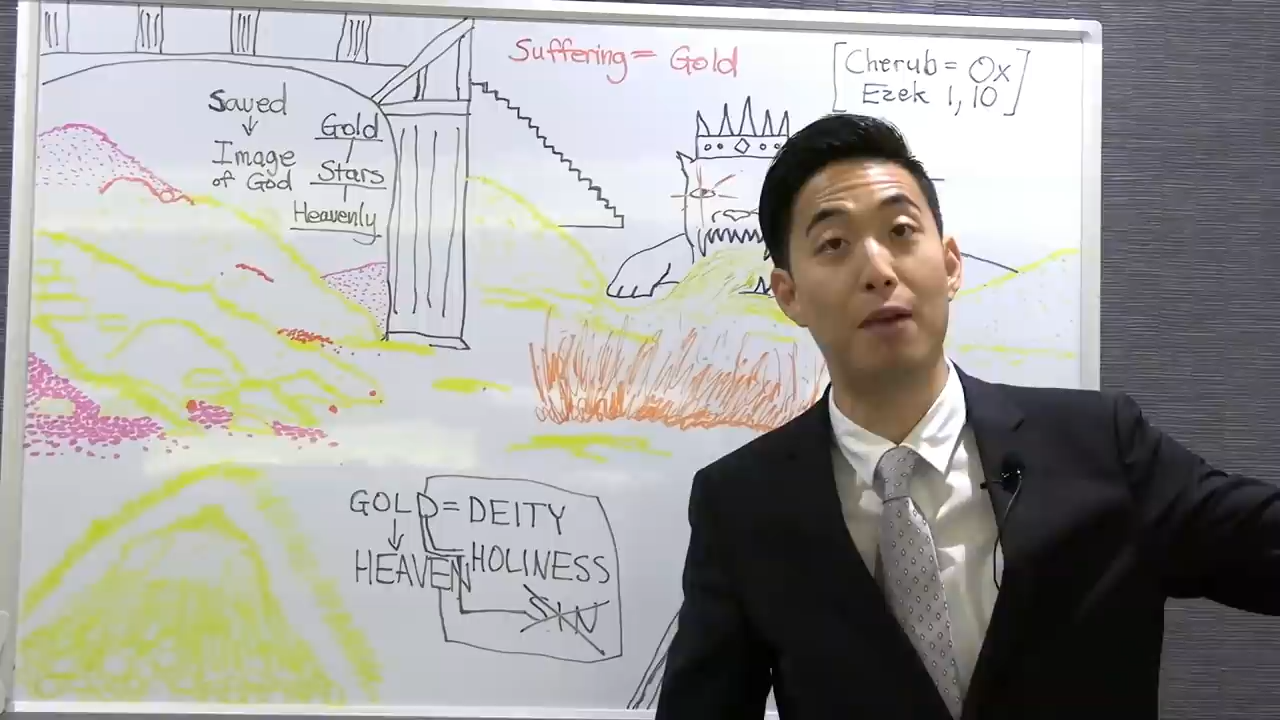 Suffering = Gold
[Cherub = Ox
Ezek 1, 10]
Saved
↓
Image
of God
Gold
Stars
Heavenly
GOLD = DEITY
↓
HOLINESS
HEAVEN
SIN